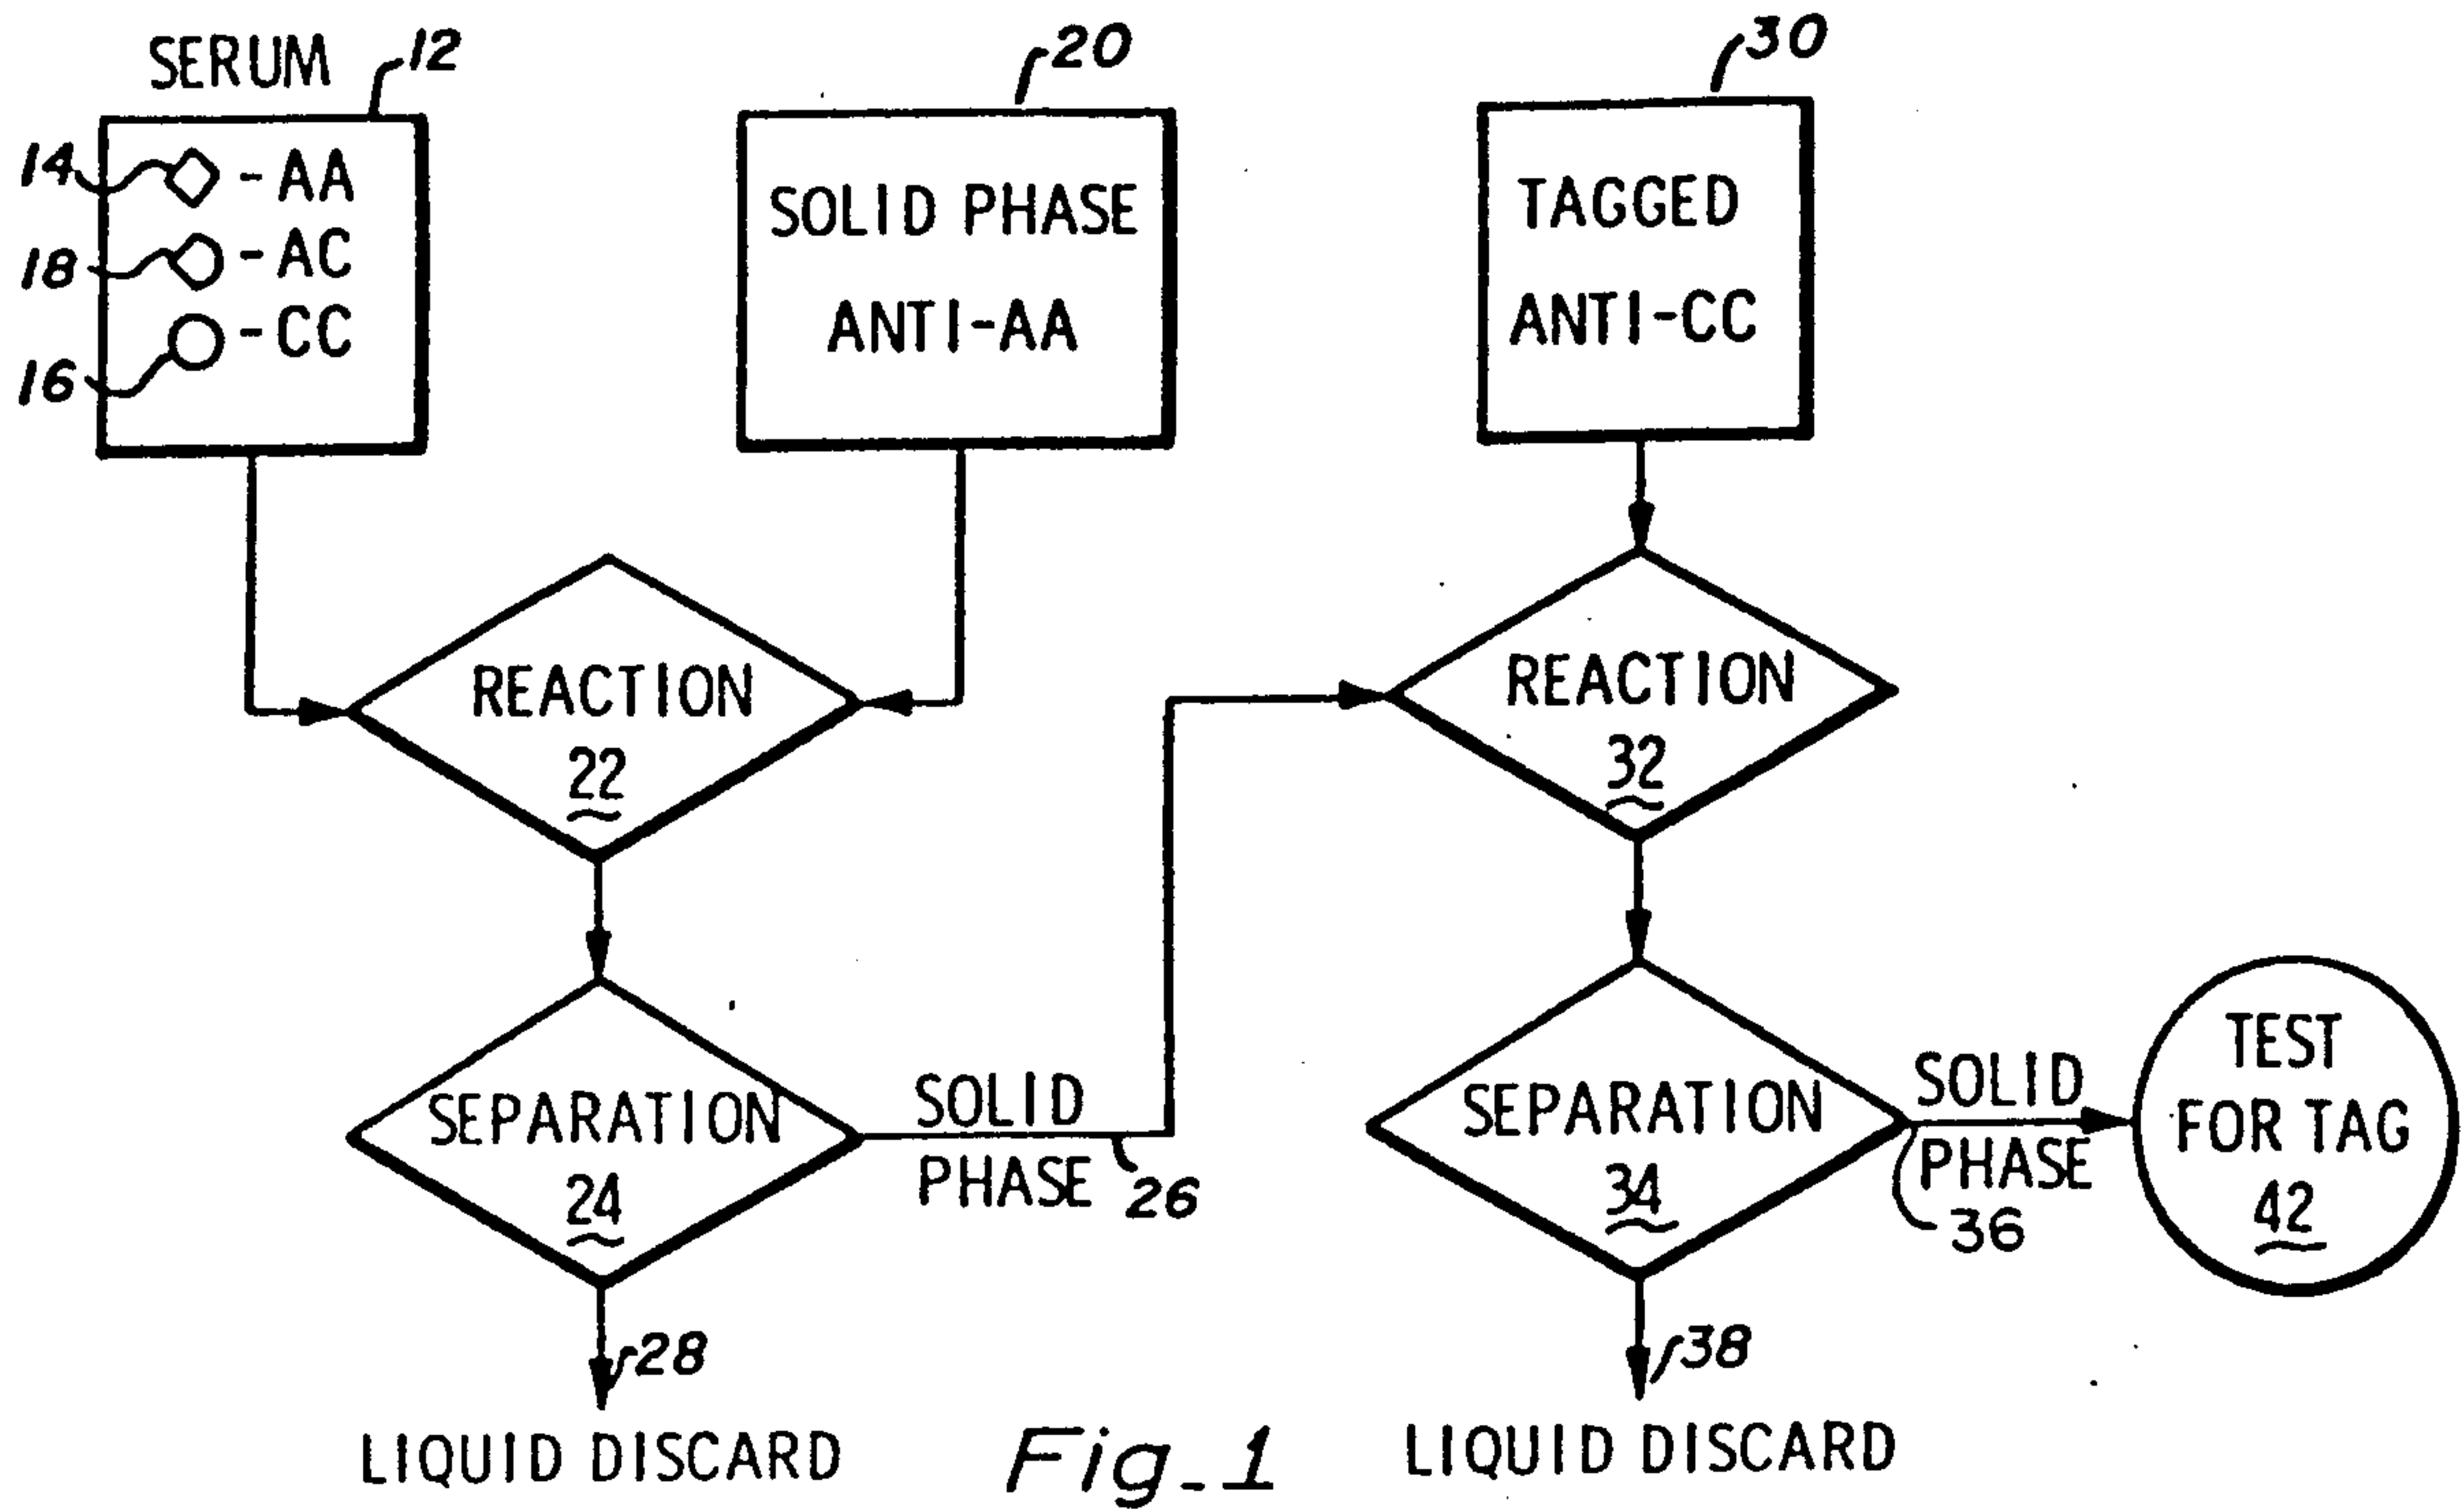 SERUM 12
14 -AA
18 -AC
16 -CC
20
SOLID PHASE
ANTI-AA
30
TAGGED
ANTI-CC
REACTION
22
REACTION
32
SEPARATION
24
SOLID
PHASE 26
SEPARATION
34
SOLID
PHASE
36
TEST
FOR TAG
42
28
LIQUID DISCARD
38
LIQUID DISCARD
Fig_1